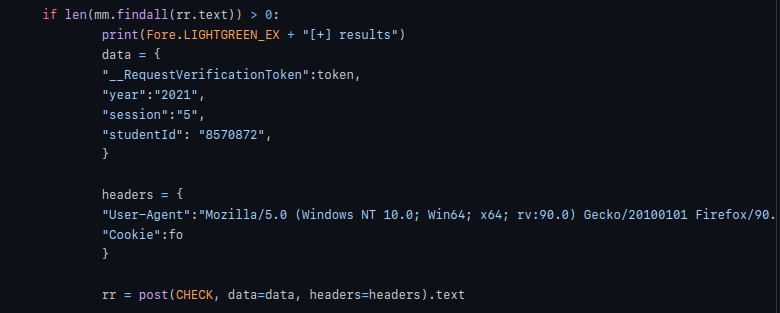 if len(mm.findall(rr.text)) > 0:
print(Fore.LIGHTGREEN_EX + "[+] results")
data = {
"__RequestVerificationToken":token,
"year":"2021",
"session":"5",
"studentId": "8570872",
}
headers = {
"User-Agent":"Mozilla/5.0 (Windows NT 10.0; Win64; x64; rv:90.0) Gecko/20100101 Firefox/90.
"Cookie":fo
}
rr = post(CHECK, data=data, headers=headers).text